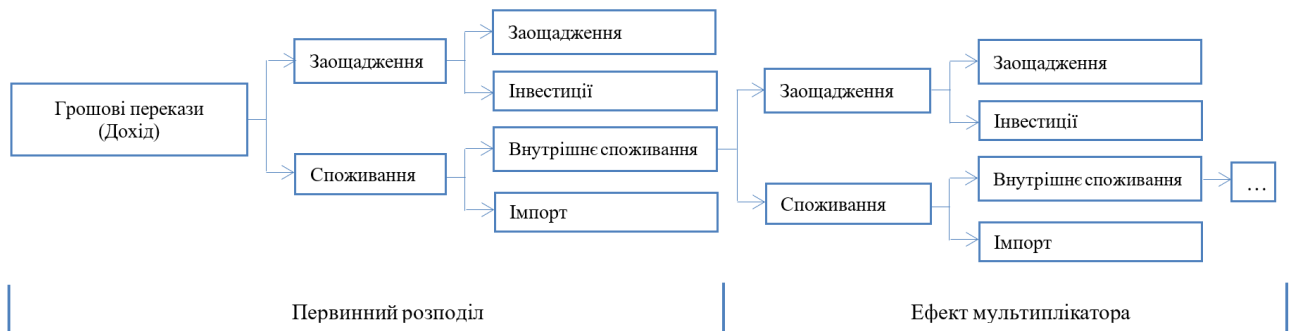 Грошові перекази
(Дохід)
Заощадження
Споживання
Заощадження
Інвестиції
Внутрішнє споживання
Імпорт
Заощадження
Споживання
Заощадження
Інвестиції
Внутрішнє споживання
Імпорт
…
Первинний розподіл
Ефект мультиплікатора